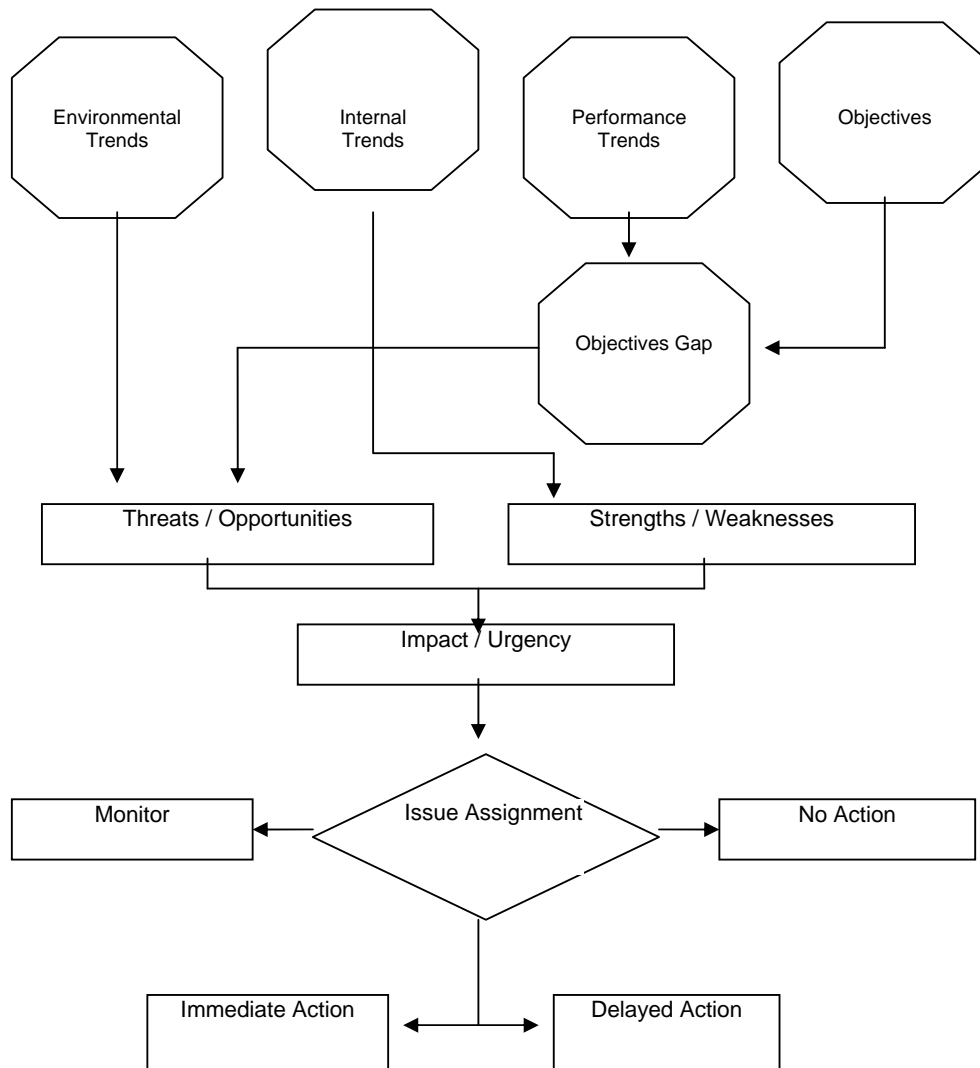 Environmental
Trends
Internal
Trends
Performance
Trends
Objectives
Objectives Gap
Threats / Opportunities
Strengths / Weaknesses
Impact / Urgency
Monitor
Issue Assignment
No Action
Immediate Action
Delayed Action